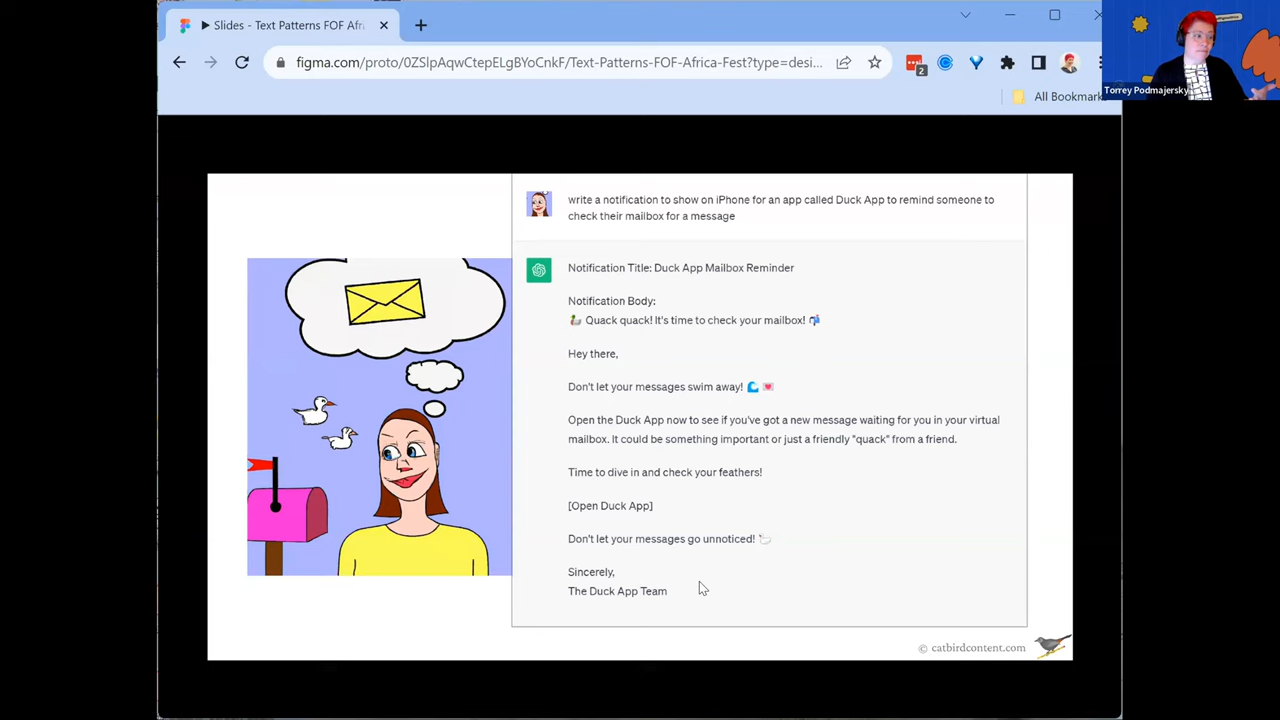 Slides - Text Patterns FOF Afri
figma.com/proto/0ZSlpAqwCtepELgBYoCnkF/Text-Patterns-FOF-Africa-Fest?type=desi...
2
All Bookmark
Torrey Podmajersky
write a notification to show on iPhone for an app called Duck App to remind someone to
check their mailbox for a message
Notification Title: Duck App Mailbox Reminder
Notification Body:
🦆 Quack quack! It's time to check your mailbox! 📬
Hey there,
Don't let your messages swim away! 🌊 💌
Open the Duck App now to see if you've got a new message waiting for you in your virtual
mailbox. It could be something important or just a friendly "quack" from a friend.
Time to dive in and check your feathers!
[Open Duck App]
Don't let your messages go unnoticed! 🦢
Sincerely,
The Duck App Team
© catbirdcontent.com